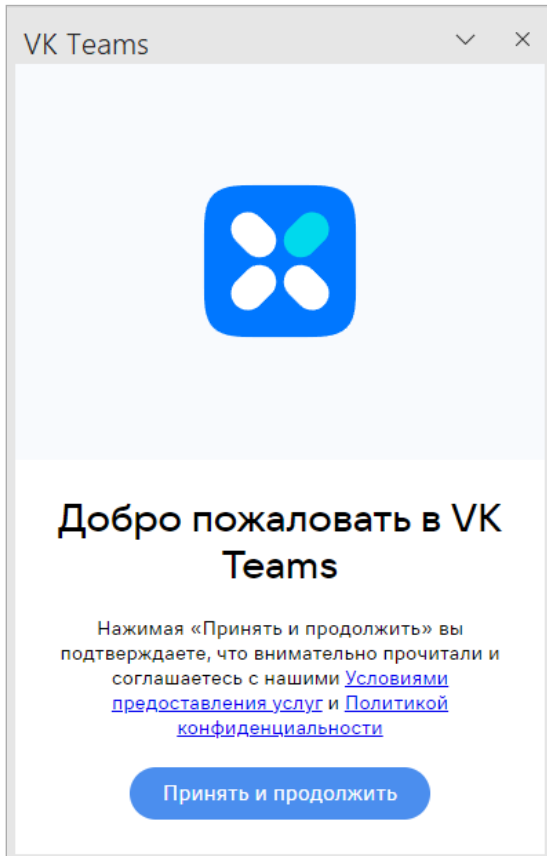 VK Teams
Добро пожаловать в VK
Teams
Нажимая «Принять и продолжить» вы
подтверждаете, что внимательно прочитали и
соглашаетесь с нашими Условиями
предоставления услуг и Политикой
конфиденциальности
Принять и продолжить